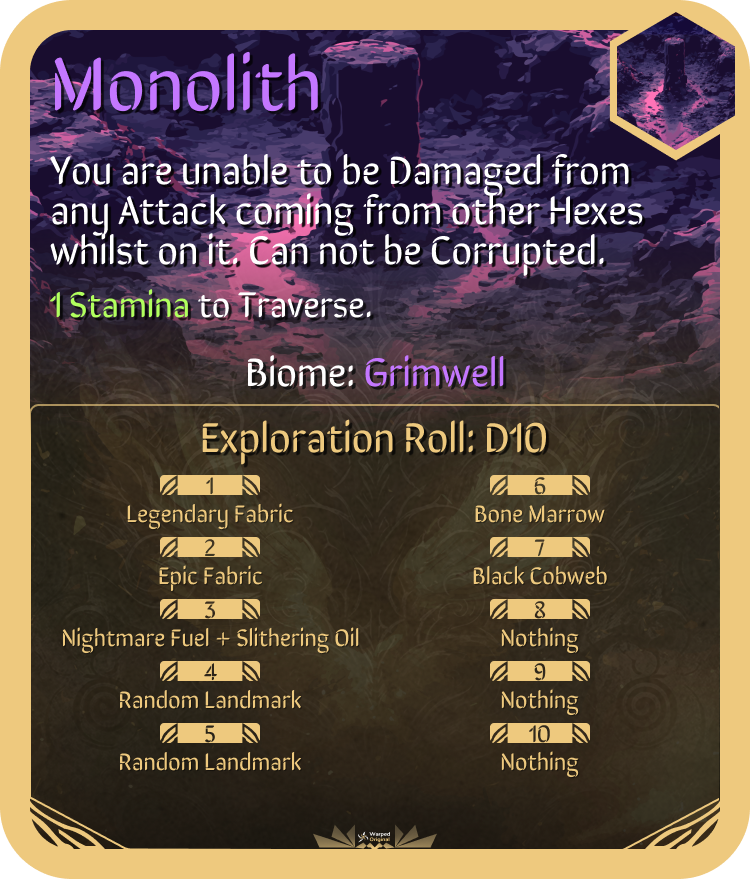 Monolith
You are unable to be Damaged from
any Attack coming from other Hexes
whilst on it. Can not be Corrupted.
1 Stamina to Traverse.
Biome: Grimwell
Exploration Roll: D10
1
Legendary Fabric
2
Epic Fabric
3
Nightmare Fuel + Slithering Oil
4
Random Landmark
5
Random Landmark
6
Bone Marrow
7
Black Cobweb
8
Nothing
9
Nothing
10
Nothing
Warped
Original